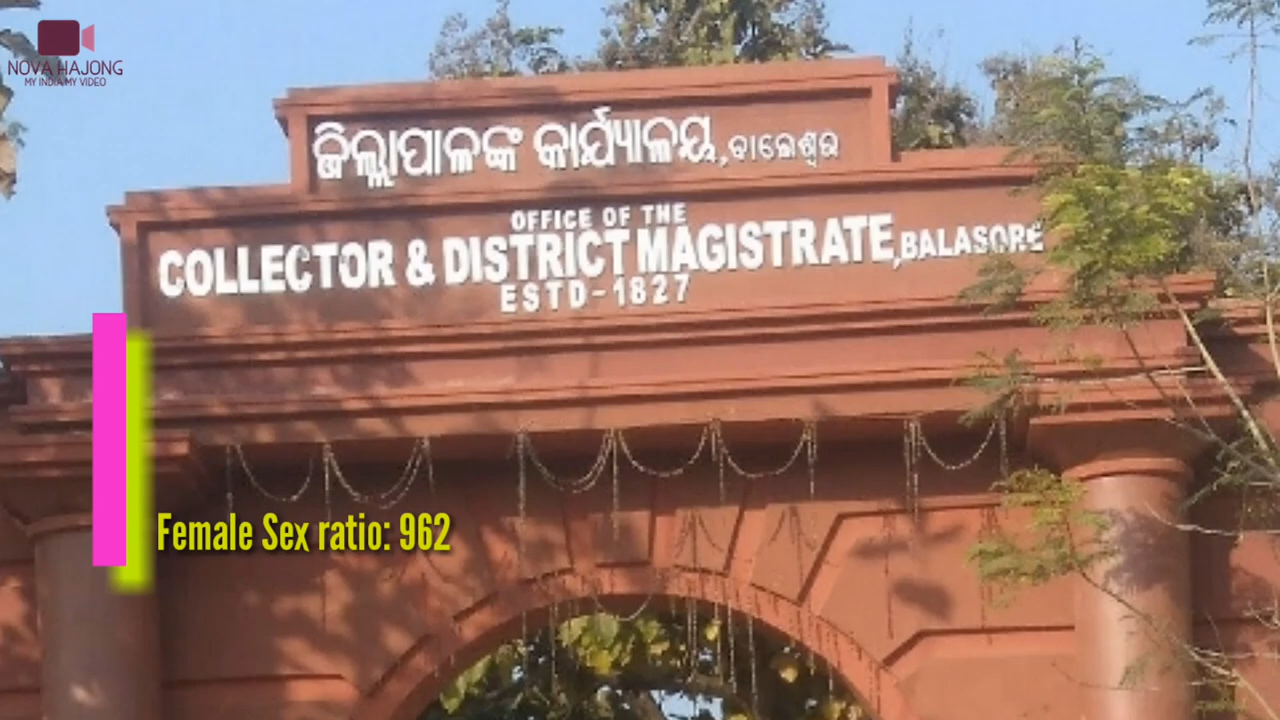 NOVA HAJONG
MY INDIA MY VIDEO
ଜିଲ୍ଲାପାଳଙ୍କ କାର୍ଯ୍ୟାଳୟ,ବାଲେଶ୍ୱର
OFFICE OF THE
COLLECTOR & DISTRICT MAGISTRATE,BALASORE
ESTD-1827
Female Sex ratio: 962